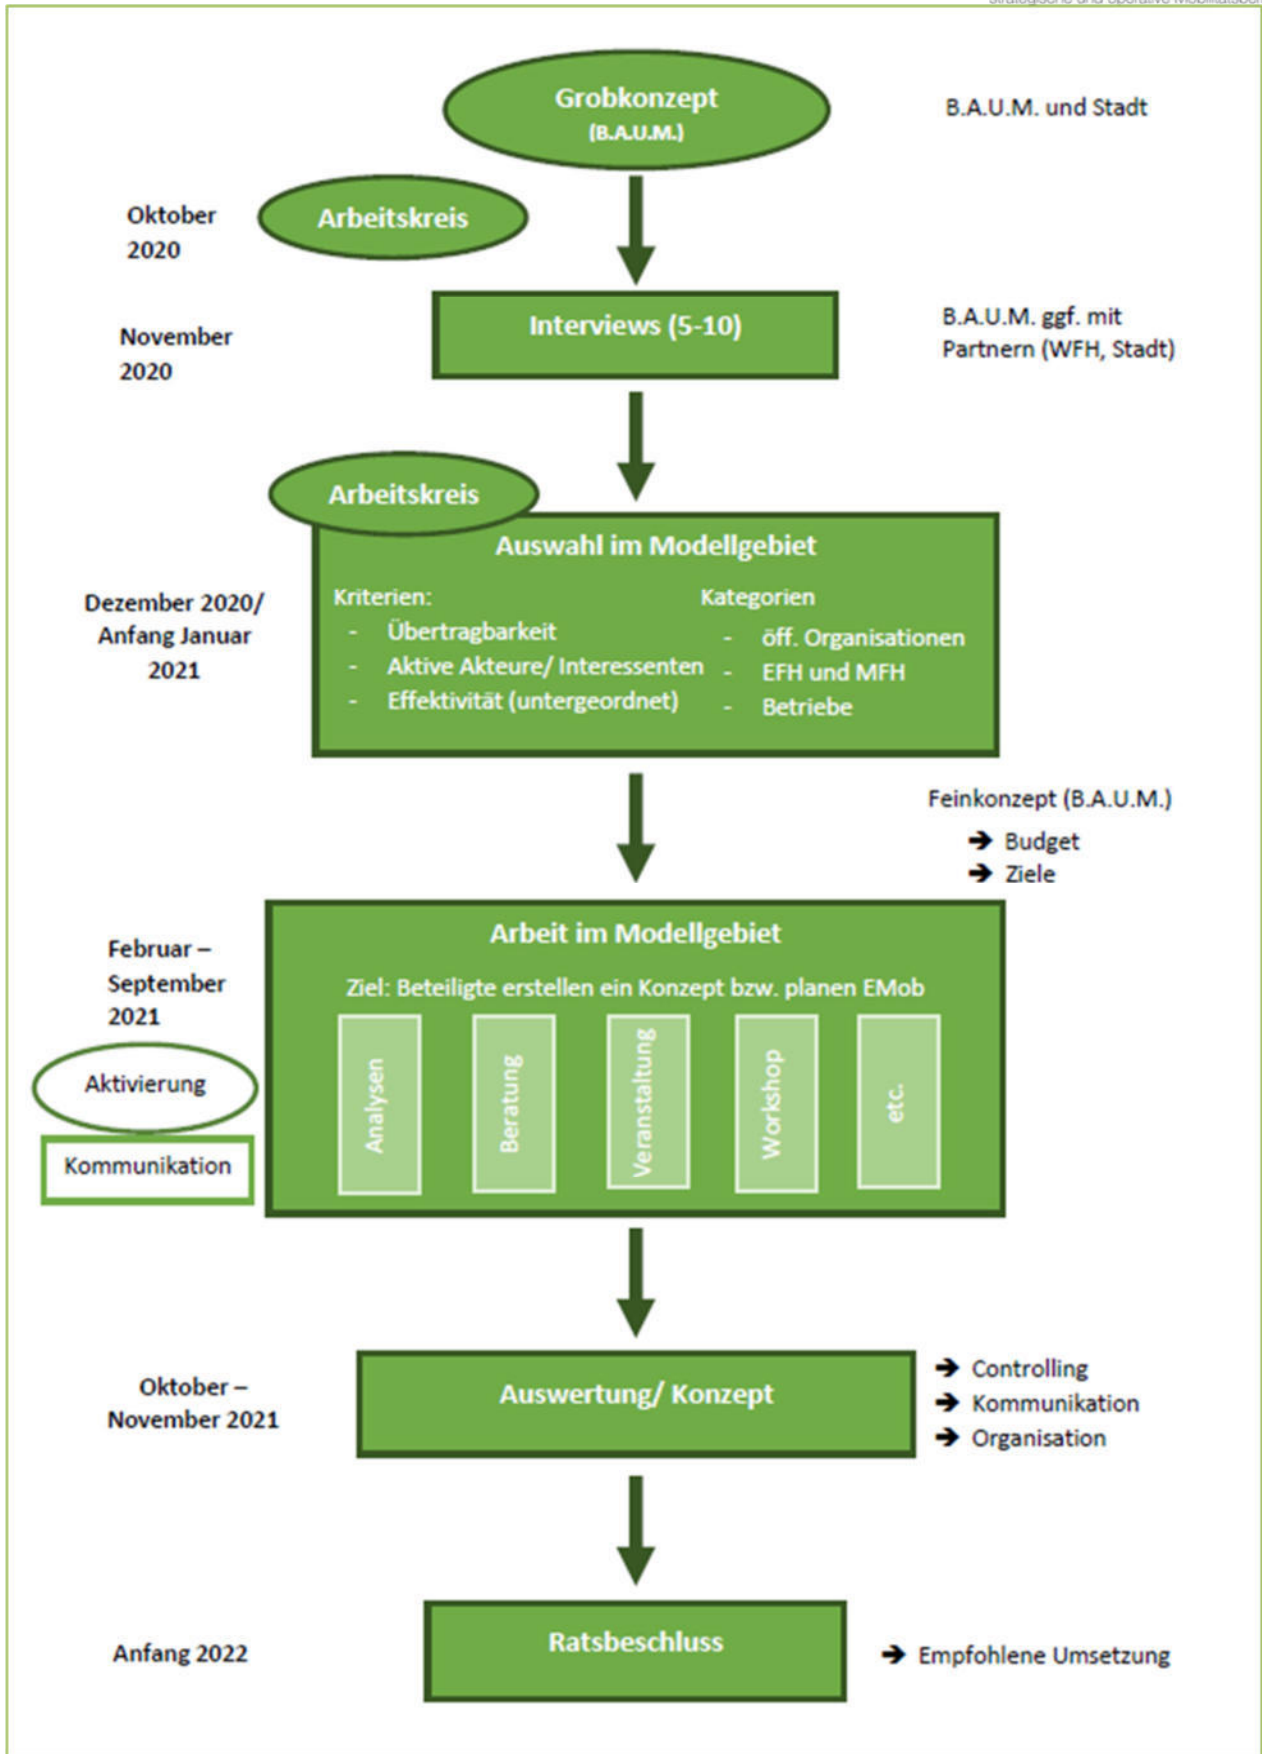 Grobkonzept
(B.A.U.M.)
B.A.U.M. und Stadt
Oktober
2020
Arbeitskreis
November
2020
Interviews (5-10)
B.A.U.M. ggf. mit
Partnern (WFH, Stadt)
Arbeitskreis
Auswahl im Modellgebiet
Dezember 2020/
Anfang Januar
2021
Kriterien:
- Übertragbarkeit
- Aktive Akteure/ Interessenten
- Effektivität (untergeordnet)
Kategorien
- öff. Organisationen
- EFH und MFH
- Betriebe
Feinkonzept (B.A.U.M.)
➔ Budget
➔ Ziele
Februar –
September
2021
Aktivierung
Kommunikation
Arbeit im Modellgebiet
Ziel: Beteiligte erstellen ein Konzept bzw. planen EMob
Analysen
Beratung
Veranstaltung
Workshop
etc.
Oktober –
November 2021
Auswertung/ Konzept
➔ Controlling
➔ Kommunikation
➔ Organisation
Anfang 2022
Ratsbeschluss
➔ Empfohlene Umsetzung